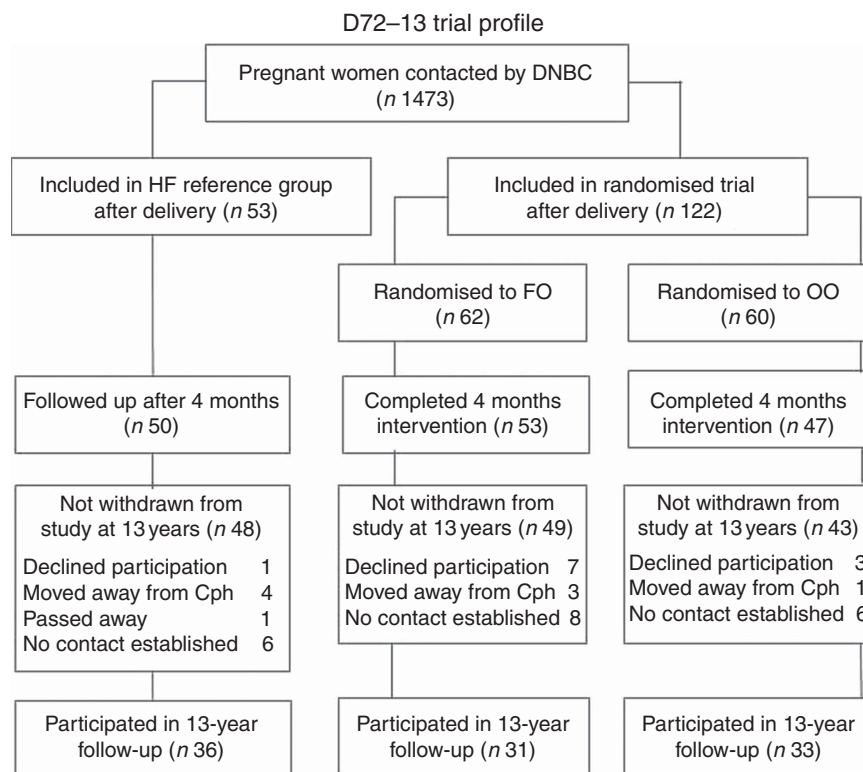 D72–13 trial profile
Pregnant women contacted by DNBC
(n 1473)
Included in HF reference group
after delivery (n 53)
Included in randomised trial
after delivery (n 122)
Randomised to FO
(n 62)
Randomised to OO
(n 60)
Followed up after 4 months
(n 50)
Completed 4 months
intervention (n 53)
Completed 4 months
intervention (n 47)
Not withdrawn from
study at 13 years (n 48)
Declined participation 1
Moved away from Cph 4
Passed away 1
No contact established 6
Not withdrawn from
study at 13 years (n 49)
Declined participation 7
Moved away from Cph 3
No contact established 8
Not withdrawn from
study at 13 years (n 43)
Declined participation 3
Moved away from Cph 1
No contact established 6
Participated in 13-year
follow-up (n 36)
Participated in 13-year
follow-up (n 31)
Participated in 13-year
follow-up (n 33)